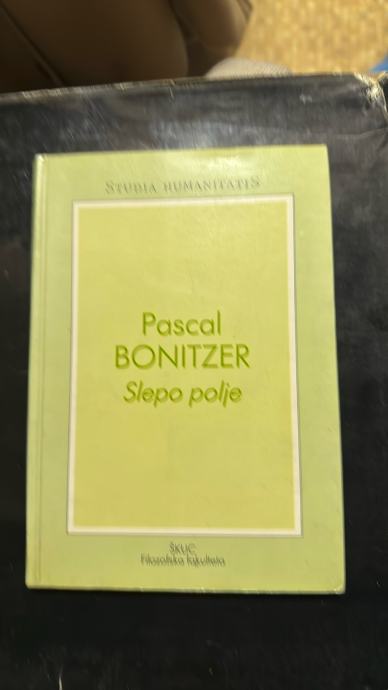 STUDIA HUMANITATIS
Pascal
BONITZER
Slepo polje
ŠKUC
Filozofska fakulteta